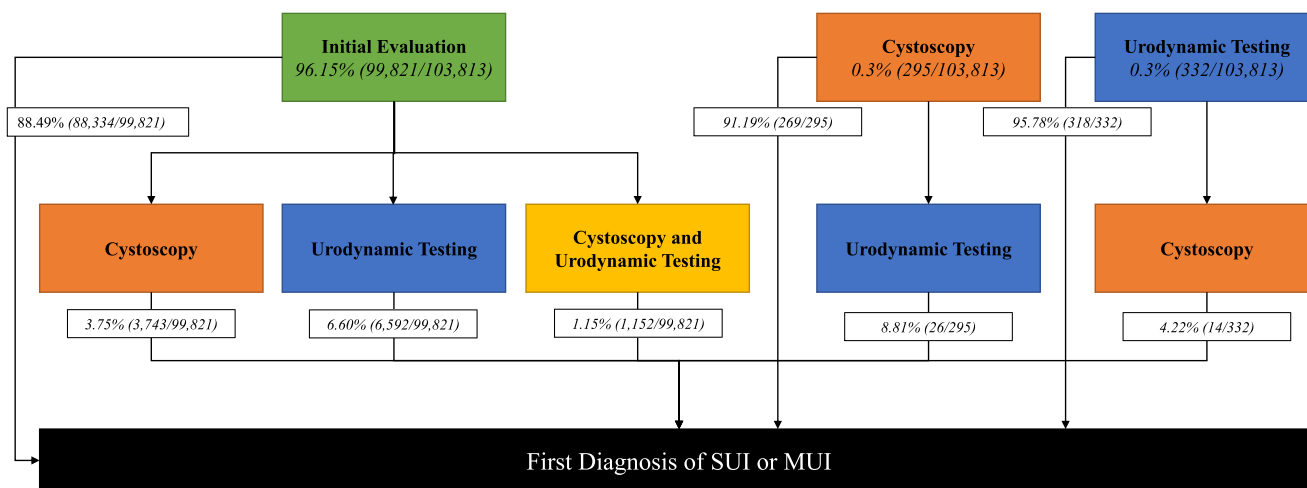 Initial Evaluation
96.15% (99,821/103,813)
Cystoscopy
0.3% (295/103,813)
Urodynamic Testing
0.3% (332/103,813)
88.49% (88,334/99,821)
91.19% (269/295)
95.78% (318/332)
Cystoscopy
Urodynamic Testing
Cystoscopy and
Urodynamic Testing
Urodynamic Testing
Cystoscopy
3.75% (3,743/99,821)
6.60% (6,592/99,821)
1.15% (1,152/99,821)
8.81% (26/295)
4.22% (14/332)
First Diagnosis of SUI or MUI